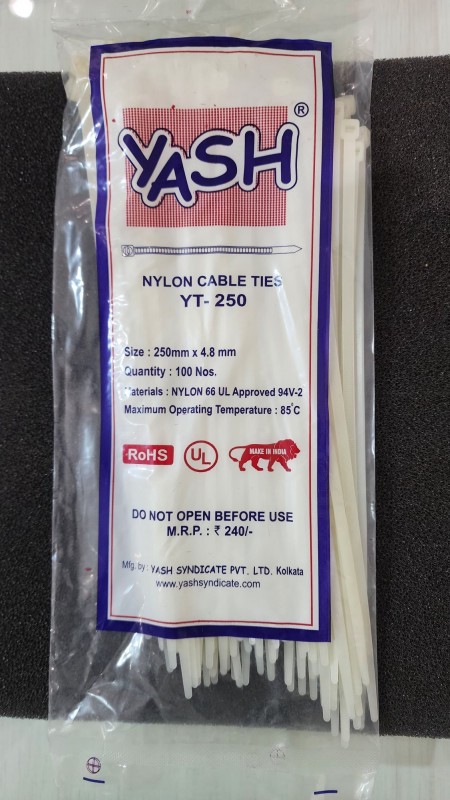 YASH ®
NYLON CABLE TIES
YT- 250
Size : 250mm x 4.8 mm
Quantity : 100 Nos.
Materials : NYLON 66 UL Approved 94V-2
Maximum Operating Temperature : 85°C
RoHS UL MAKE IN INDIA
DO NOT OPEN BEFORE USE
M.R.P. : ₹ 240/-
Mfg. by : YASH SYNDICATE PVT. LTD. Kolkata
www.yashsyndicate.com